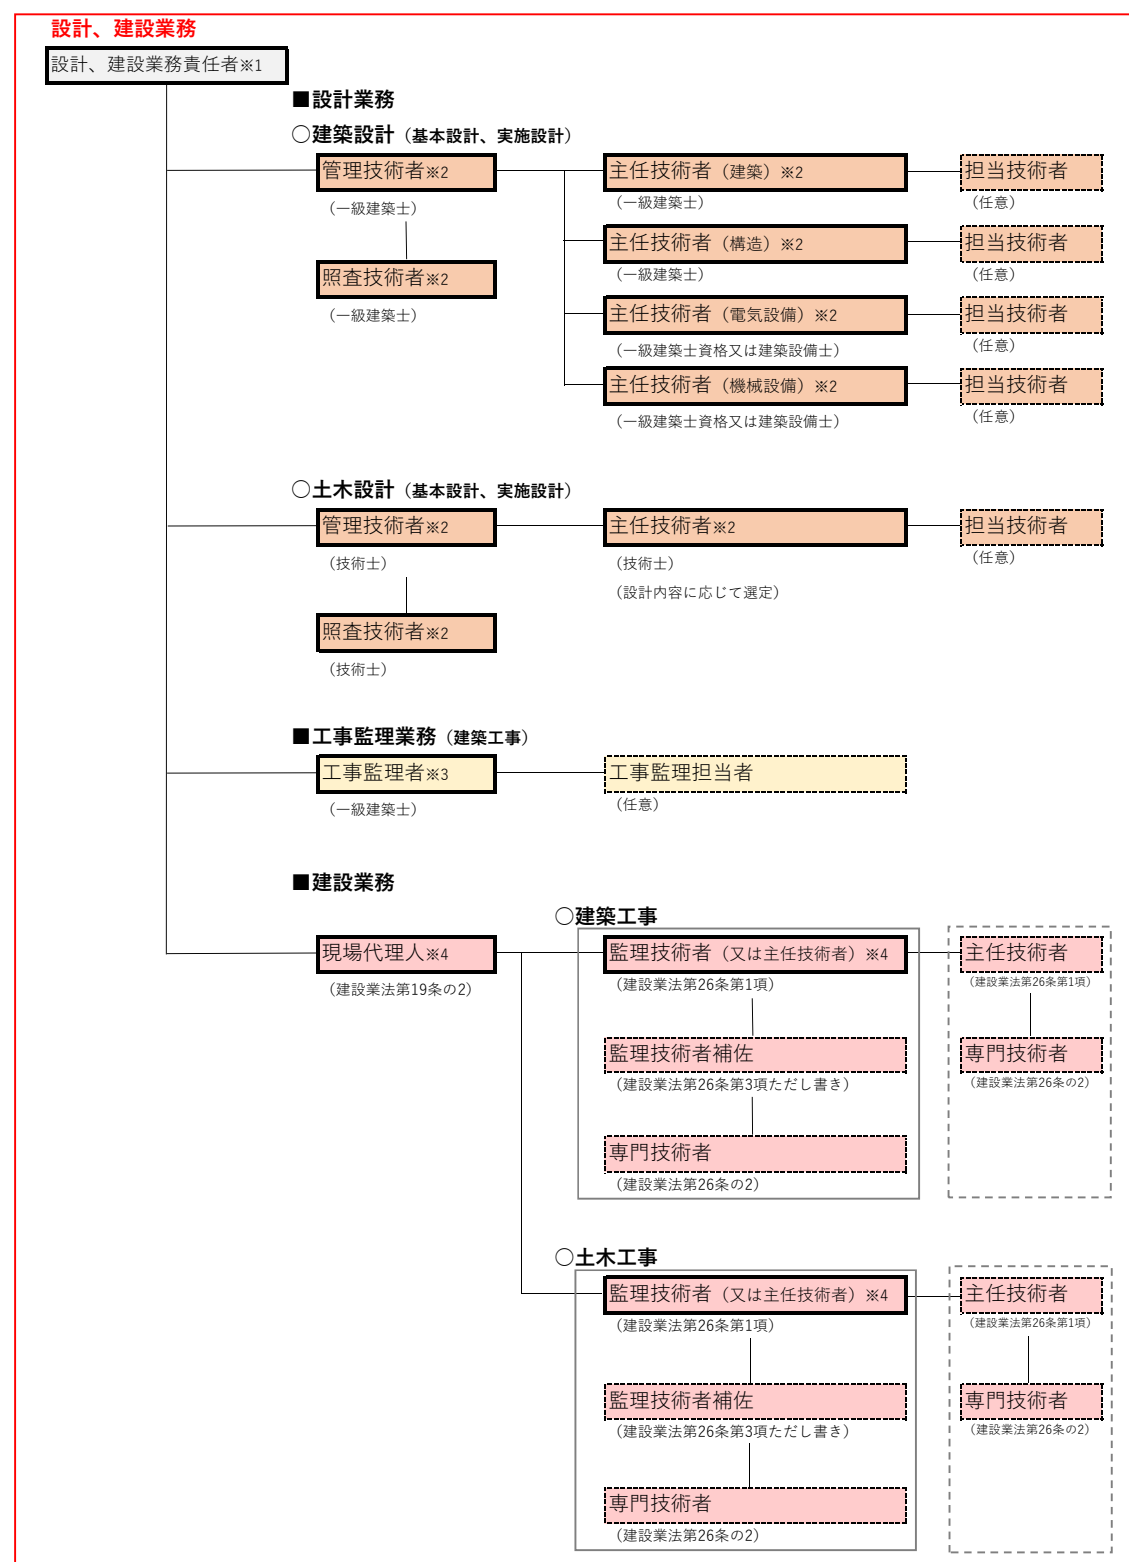 設計、建設業務
設計、建設業務責任者※1
■設計業務
○建築設計（基本設計、実施設計）
管理技術者※2
主任技術者（建築）※2
担当技術者
（一級建築士）
（一級建築士）
（任意）
主任技術者（構造）※2
担当技術者
（一級建築士）
（任意）
照査技術者※2
（一級建築士）
主任技術者（電気設備）※2
担当技術者
（一級建築士資格又は建築設備士）
（任意）
主任技術者（機械設備）※2
担当技術者
（一級建築士資格又は建築設備士）
（任意）
○土木設計（基本設計、実施設計）
管理技術者※2
主任技術者※2
担当技術者
（技術士）
（技術士）
（任意）
（設計内容に応じて選定）
照査技術者※2
（技術士）
■工事監理業務（建築工事）
工事監理者※3
工事監理担当者
（一級建築士）
（任意）
■建設業務
○建築工事
現場代理人※4
監理技術者（又は主任技術者）※4
主任技術者
（建設業法第19条の2）
（建設業法第26条第1項）
（建設業法第26条第1項）
監理技術者補佐
専門技術者
（建設業法第26条第3項ただし書き）
（建設業法第26条の2）
専門技術者
（建設業法第26条の2）
○土木工事
監理技術者（又は主任技術者）※4
主任技術者
（建設業法第26条第1項）
（建設業法第26条第1項）
監理技術者補佐
専門技術者
（建設業法第26条第3項ただし書き）
（建設業法第26条の2）
専門技術者
（建設業法第26条の2）